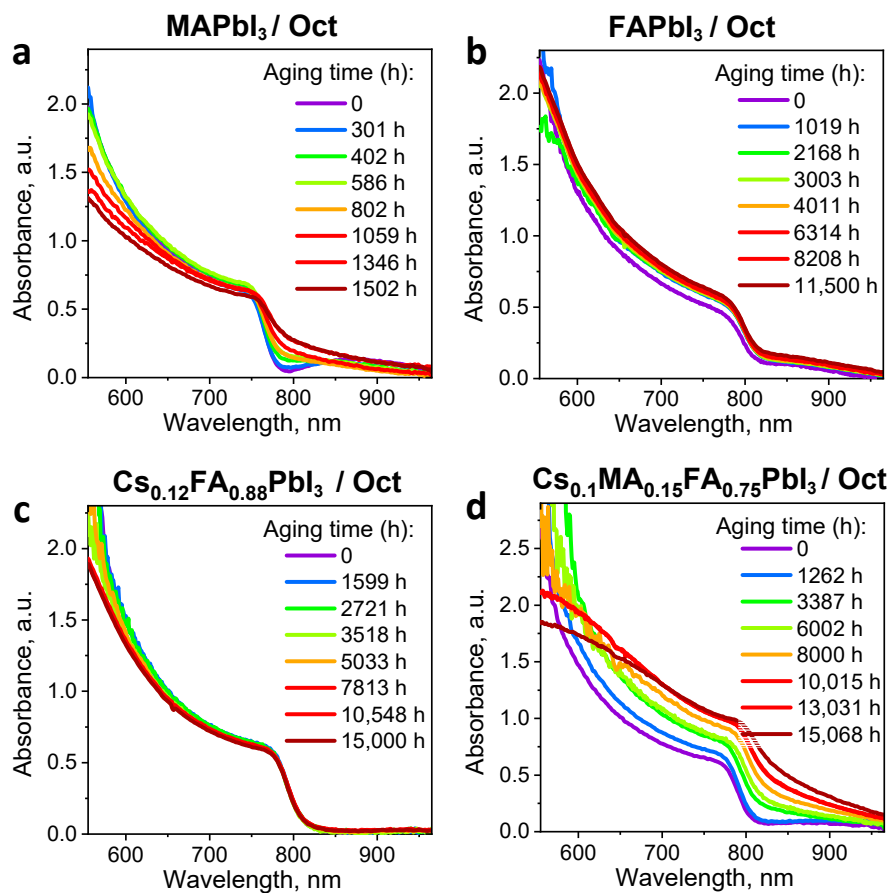 a
MAPbI₃ / Oct
Aging time (h):
0
301 h
402 h
586 h
802 h
1059 h
1346 h
1502 h
2.0
1.5
1.0
0.5
0.0
Absorbance, a.u.
600 700 800 900
Wavelength, nm
b
FAPbI₃ / Oct
Aging time (h):
0
1019 h
2168 h
3003 h
4011 h
6314 h
8208 h
11,500 h
2.0
1.5
1.0
0.5
0.0
Absorbance, a.u.
600 700 800 900
Wavelength, nm
c
Cs₀.₁₂FA₀.₈₈PbI₃ / Oct
Aging time (h):
0
1599 h
2721 h
3518 h
5033 h
7813 h
10,548 h
15,000 h
2.0
1.5
1.0
0.5
0.0
Absorbance, a.u.
600 700 800 900
Wavelength, nm
d
Cs₀.₁MA₀.₁₅FA₀.₇₅PbI₃ / Oct
Aging time (h):
0
1262 h
3387 h
6002 h
8000 h
10,015 h
13,031 h
15,068 h
2.5
2.0
1.5
1.0
0.5
0.0
Absorbance, a.u.
600 700 800 900
Wavelength, nm